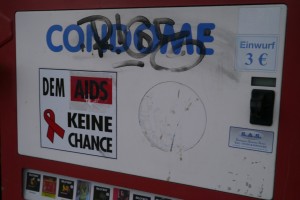 CONDOME
Einwurf
3 €
DEM AIDS
KEINE
CHANCE